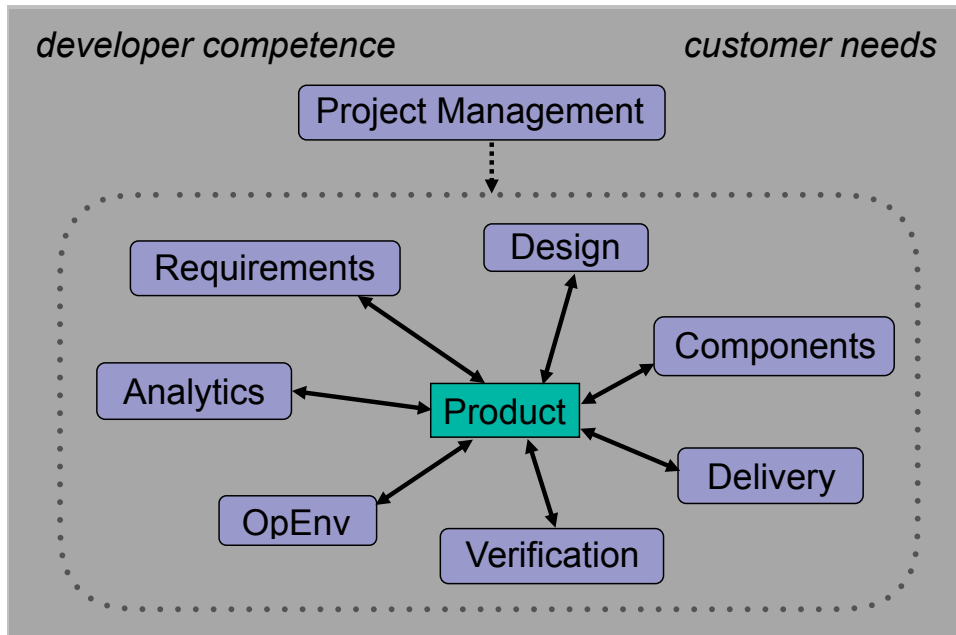 developer competence
customer needs
Project Management
Design
Requirements
Components
Analytics
Product
Delivery
OpEnv
Verification